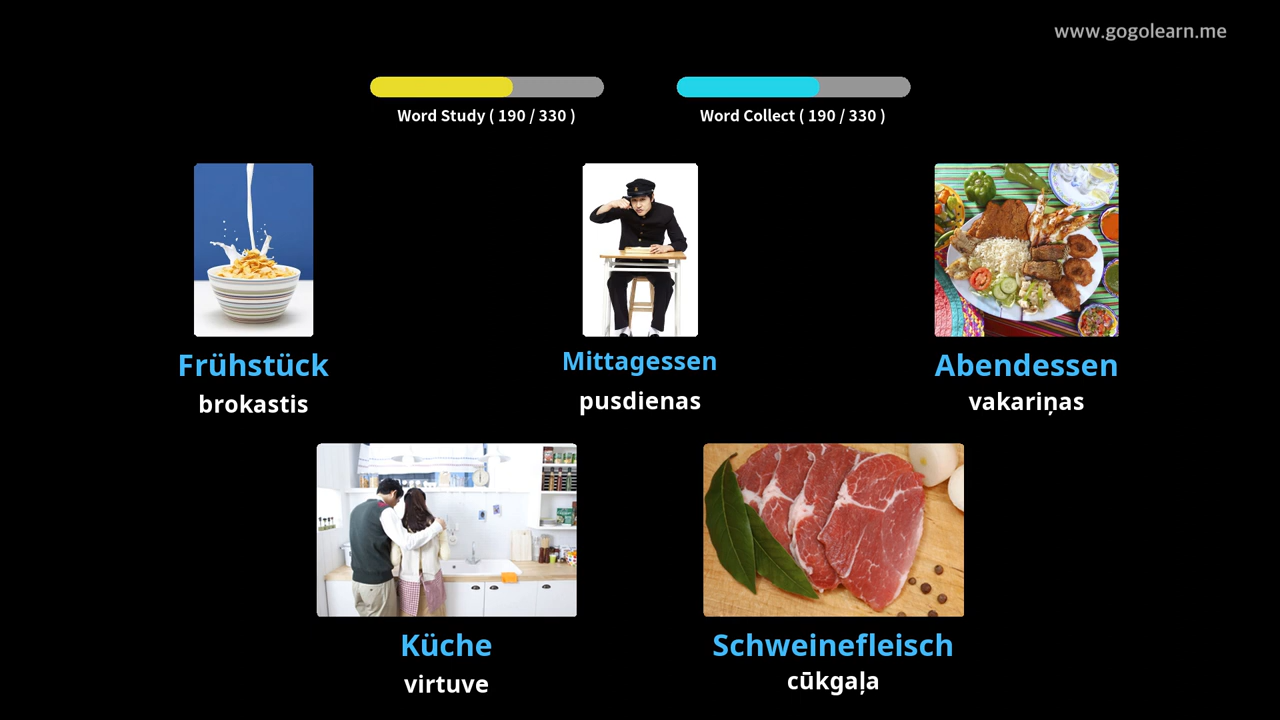 www.gogolearn.me
Word Study ( 190 / 330 )
Word Collect ( 190 / 330 )
Frühstück
brokastis
Mittagessen
pusdienas
Abendessen
vakariņas
Küche
virtuve
Schweinefleisch
cūkgaļa